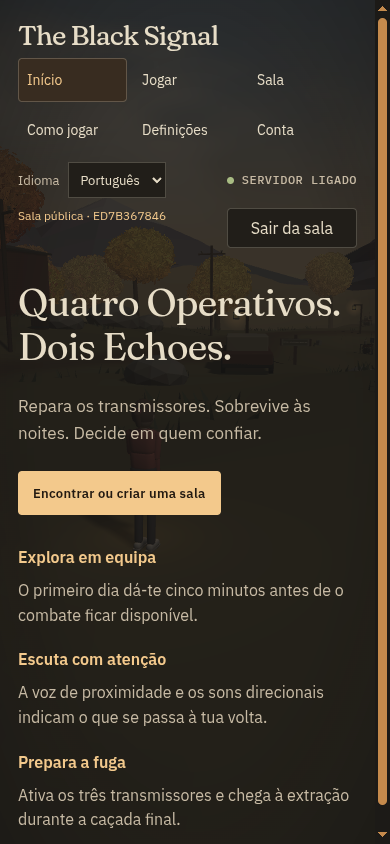 The Black Signal
Início
Jogar
Sala
Como jogar
Definições
Conta
Idioma
Português
SERVIDOR LIGADO
Sala pública · ED7B367846
Sair da sala
Quatro Operativos.
Dois Echoes.
Repara os transmissores. Sobrevive às
noites. Decide em quem confiar.
Encontrar ou criar uma sala
Explora em equipa
O primeiro dia dá-te cinco minutos antes de o
combate ficar disponível.
Escuta com atenção
A voz de proximidade e os sons direcionais
indicam o que se passa à tua volta.
Prepara a fuga
Ativa os três transmissores e chega à extração
durante a caçada final.